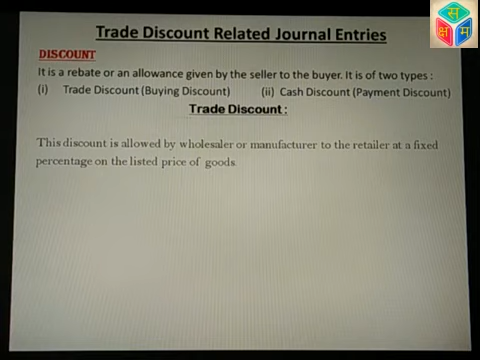 Trade Discount Related Journal Entries
स
क्ष म
DISCOUNT
It is a rebate or an allowance given by the seller to the buyer. It is of two types :
(i) Trade Discount (Buying Discount) (ii) Cash Discount (Payment Discount)
Trade Discount :
This discount is allowed by wholesaler or manufacturer to the retailer at a fixed
percentage on the listed price of goods.